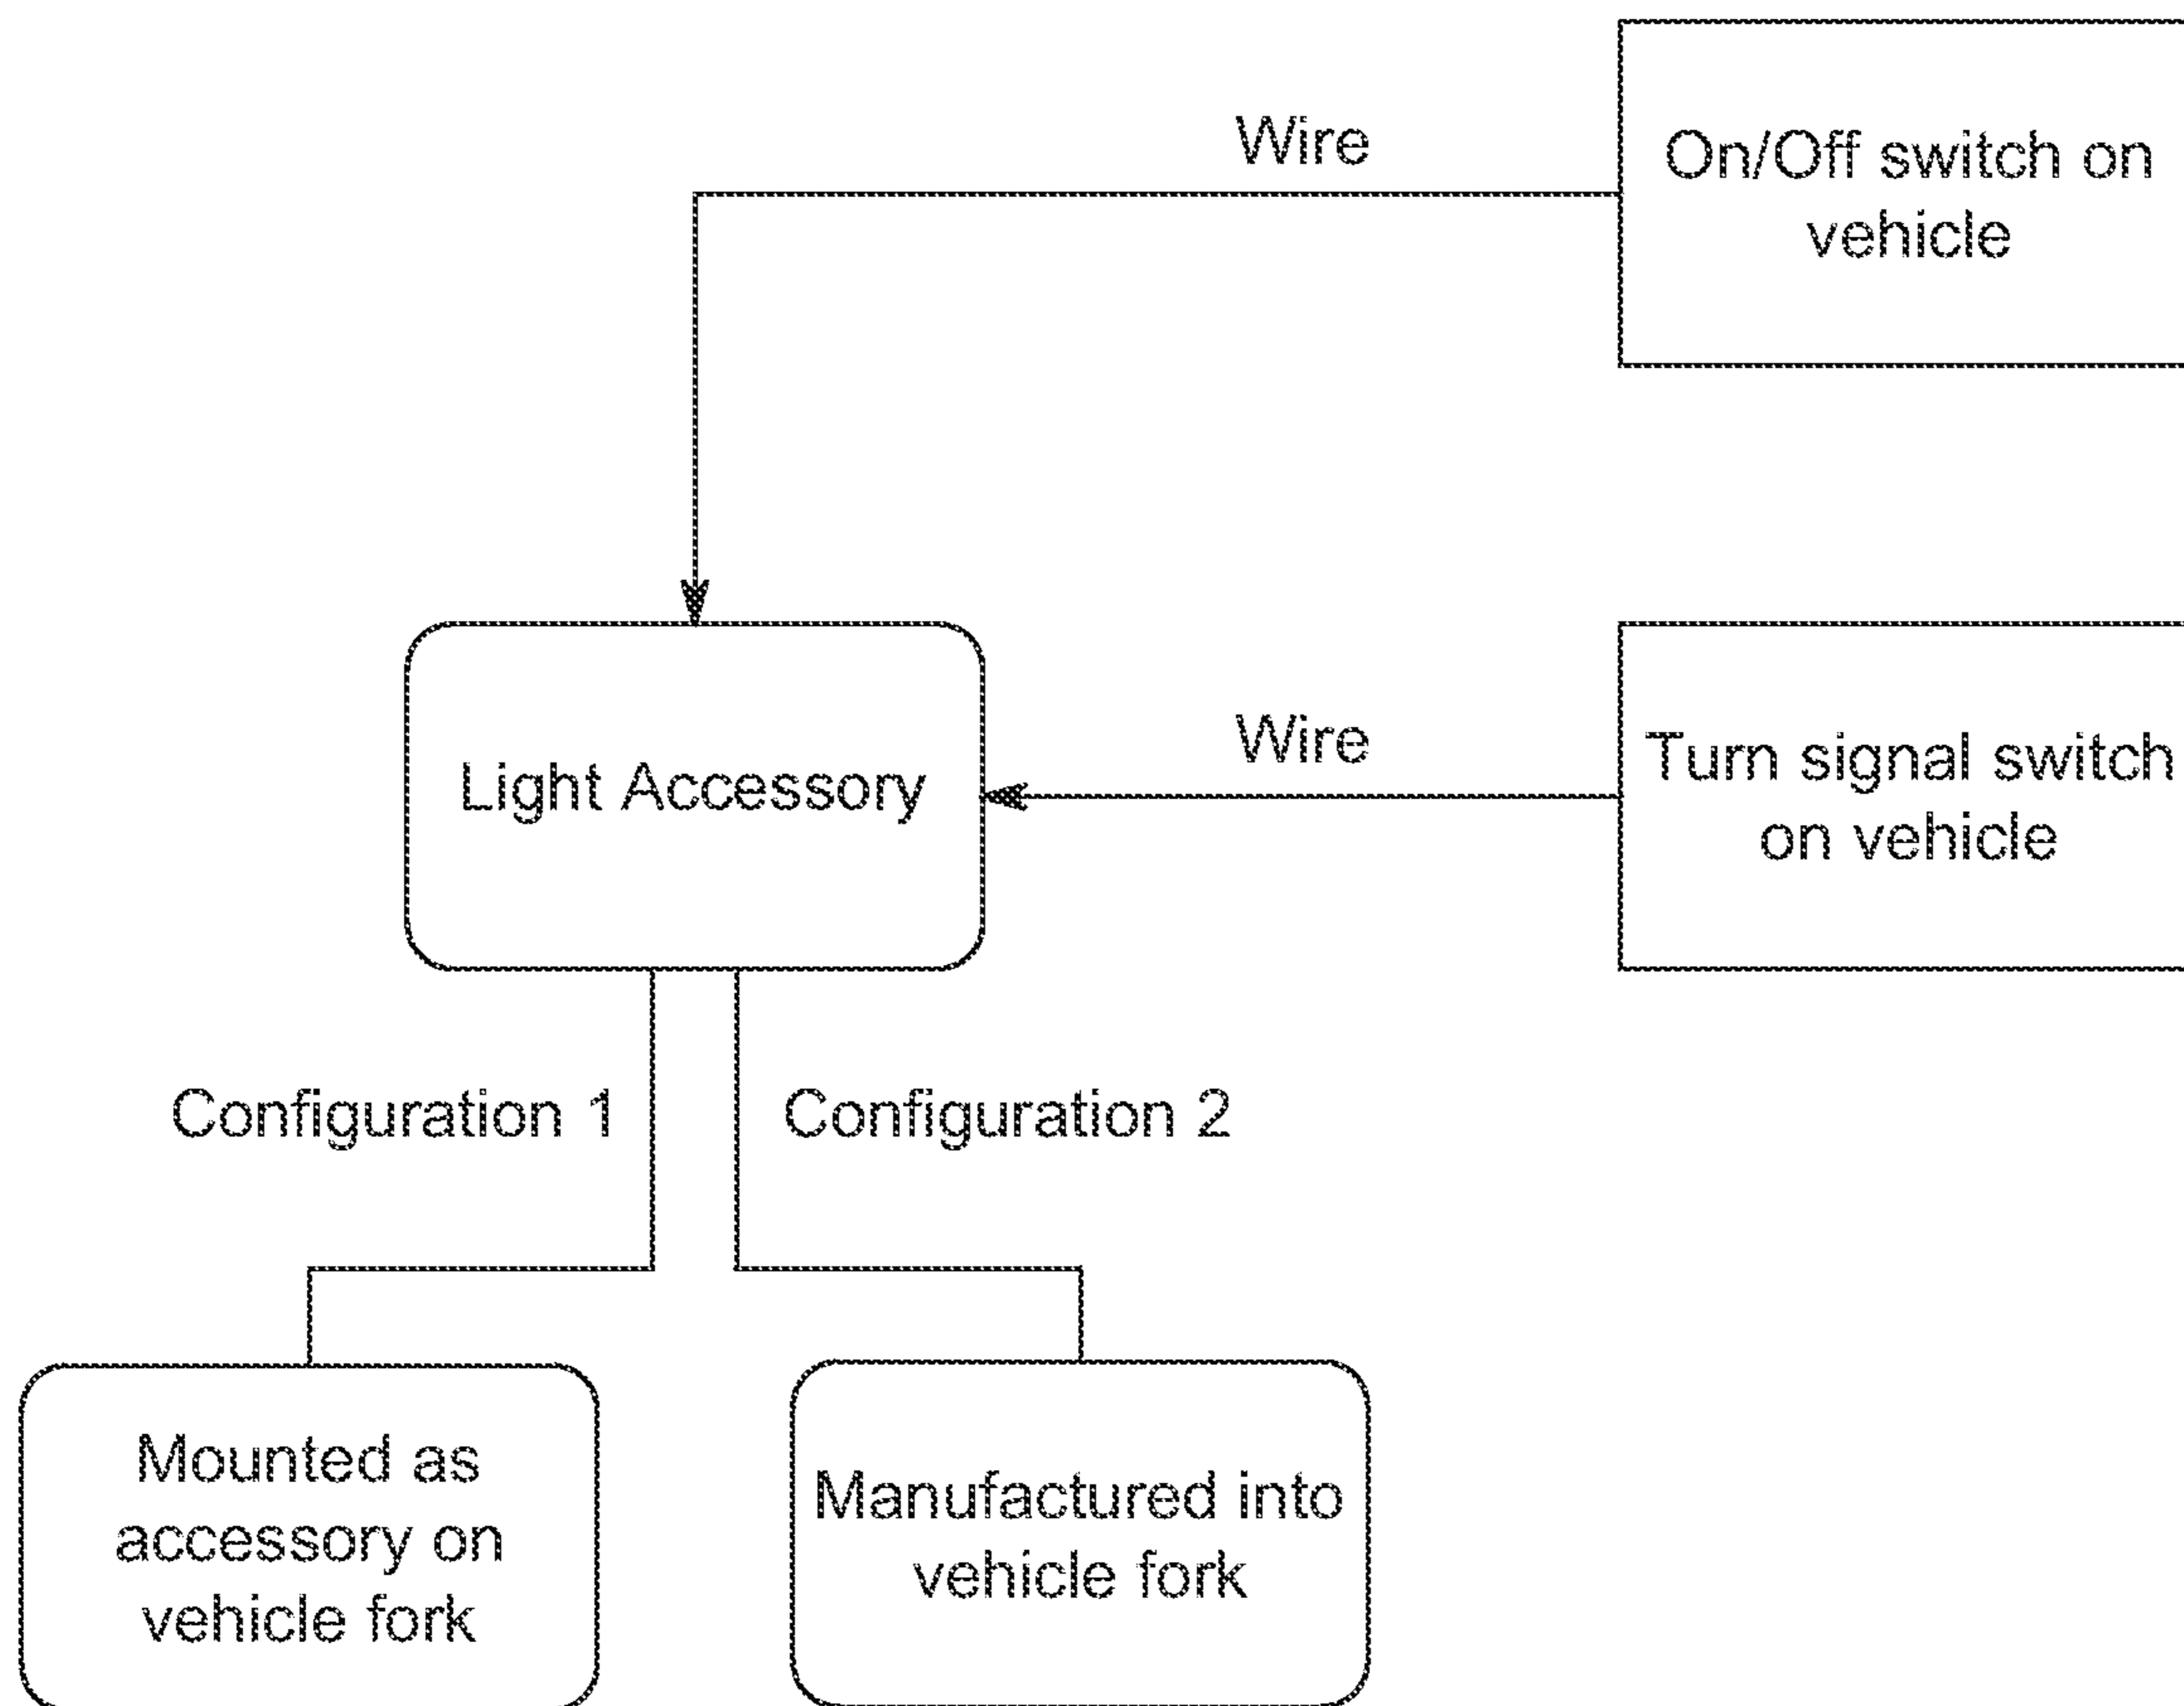 Wire
On/Off switch on
vehicle
Wire
Turn signal switch
on vehicle
Light Accessory
Configuration 1
Configuration 2
Mounted as
accessory on
vehicle fork
Manufactured into
vehicle fork